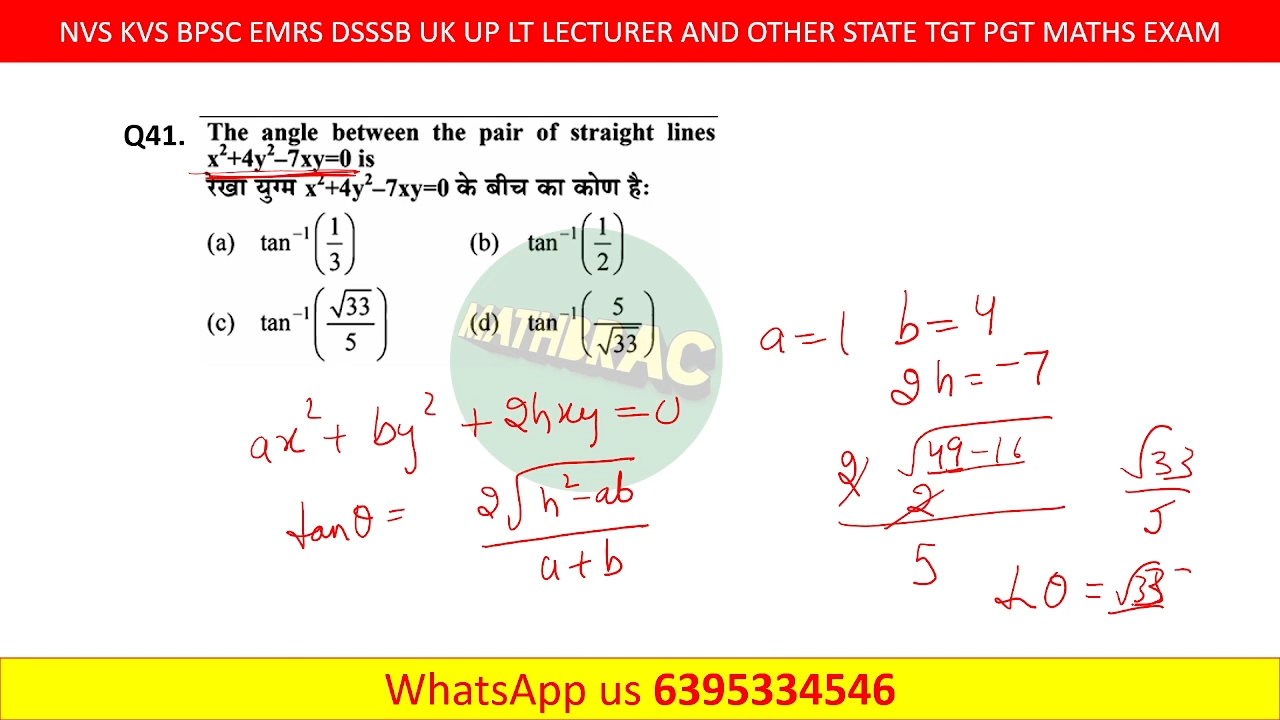 NVS KVS BPSC EMRS DSSSB UK UP LT LECTURER AND OTHER STATE TGT PGT MATHS EXAM
Q41. The angle between the pair of straight lines
x²+4y²–7xy=0 is
रेखा युग्म x²+4y²–7xy=0 के बीच का कोण है:
(a) tan⁻¹(1/3) (b) tan⁻¹(1/2)
(c) tan⁻¹(√33/5) (d) tan⁻¹(5/√33)
MATHBRAC
a=1 b=4
2h=-7
ax²+by²+2hxy=0
tanθ= 2√(h²-ab)/(a+b)
2 √(49-16)/2
5
√33/5
θ = √33
WhatsApp us 6395334546